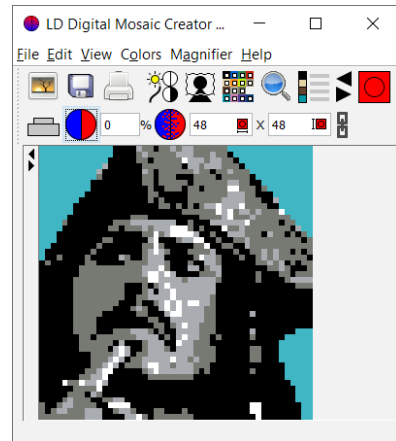 LD Digital Mosaic Creator ...
File Edit View Colors Magnifier Help
0 % 48 X 48